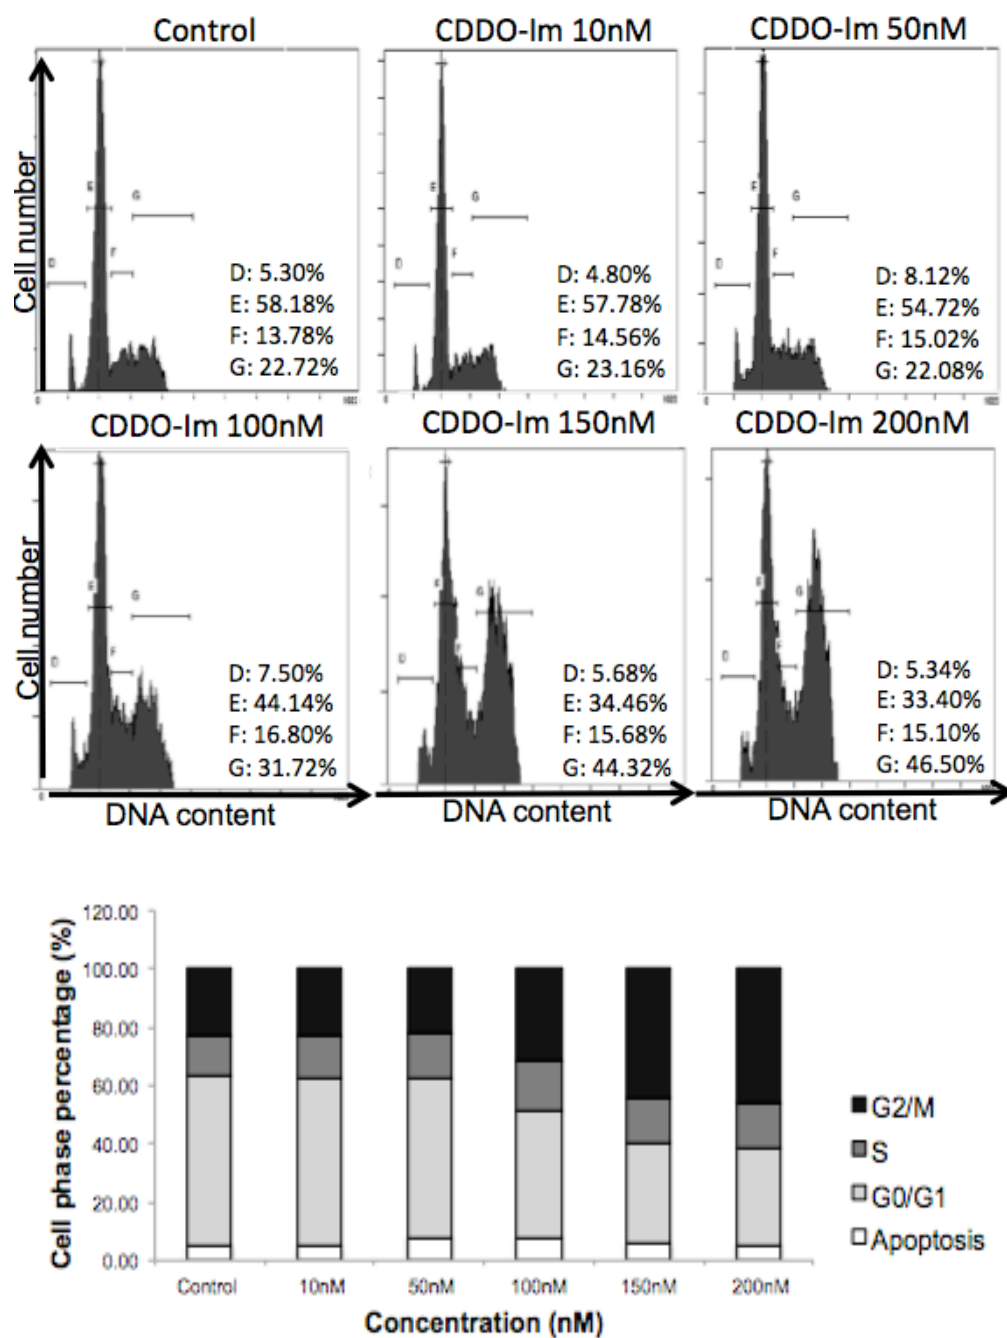 Control
CDDO-Im 10nM
CDDO-Im 50nM
Cell number
E
G
D
F
D: 5.30%
E: 58.18%
F: 13.78%
G: 22.72%
0
E
G
F
D
D: 4.80%
E: 57.78%
F: 14.56%
G: 23.16%
0
G
F
D
D: 8.12%
E: 54.72%
F: 15.02%
G: 22.08%
0
CDDO-Im 100nM
CDDO-Im 150nM
CDDO-Im 200nM
Cell number
E
G
F
D
D: 7.50%
E: 44.14%
F: 16.80%
G: 31.72%
G
F
D
D: 5.68%
E: 34.46%
F: 15.68%
G: 44.32%
G
F
D
D: 5.34%
E: 33.40%
F: 15.10%
G: 46.50%
DNA content
DNA content
Cell phase percentage (%)
120.00
100.00
80.00
60.00
40.00
20.00
0.00
Control
10nM
50nM
100nM
150nM
200nM
Concentration (nM)
G2/M
S
G0/G1
Apoptosis